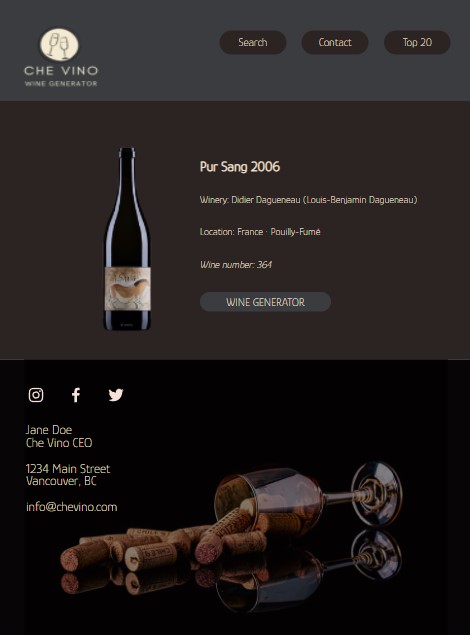 CHE VINO
WINE GENERATOR
Search
Contact
Top 20
Pur Sang 2006
Winery: Didier Dagueneau (Louis-Benjamin Dagueneau)
Location: France · Pouilly-Fumé
Wine number: 364
WINE GENERATOR
Jane Doe
Che Vino CEO
1234 Main Street
Vancouver, BC
info@chevino.com